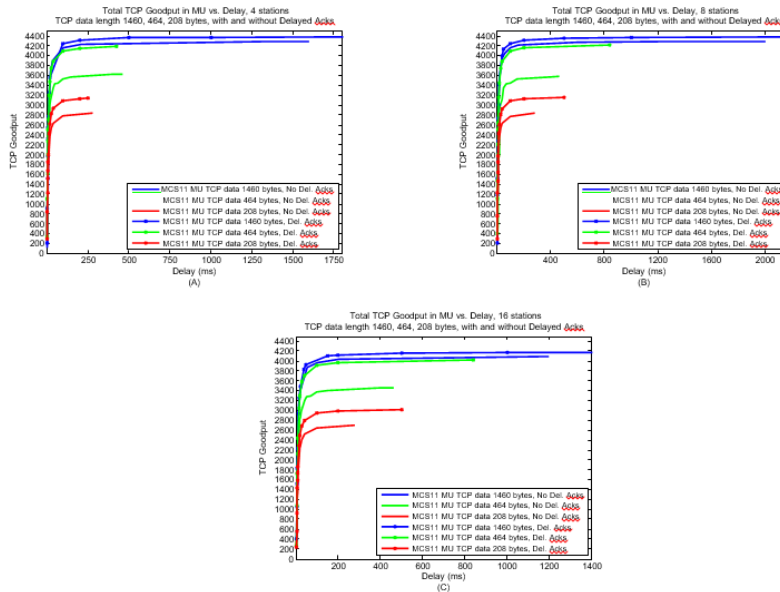 Total TCP Goodput in MU vs. Delay, 4 stations
TCP data length 1460, 464, 208 bytes, with and without Delayed Acks
4400
4200
4000
3800
3600
3400
3200
3000
2800
2600
2400
2200
2000
1800
1600
1400
1200
1000
800
600
400
200
0
TCP Goodput
MCS11 MU TCP data 1460 bytes, No Del. Acks
MCS11 MU TCP data 464 bytes, No Del. Acks
MCS11 MU TCP data 208 bytes, No Del. Acks
MCS11 MU TCP data 1460 bytes, Del. Acks
MCS11 MU TCP data 464 bytes, Del. Acks
MCS11 MU TCP data 208 bytes, Del. Acks
250 500 750 1000 1250 1500 1750
Delay (ms)
(A)
Total TCP Goodput in MU vs. Delay, 8 stations
TCP data length 1460, 464, 208 bytes, with and without Delayed Acks
4400
4200
4000
3800
3600
3400
3200
3000
2800
2600
2400
2200
2000
1800
1600
1400
1200
1000
800
600
400
200
0
TCP Goodput
MCS11 MU TCP data 1460 bytes, No Del. Acks
MCS11 MU TCP data 464 bytes, No Del. Acks
MCS11 MU TCP data 208 bytes, No Del. Acks
MCS11 MU TCP data 1460 bytes, Del. Acks
MCS11 MU TCP data 464 bytes, Del. Acks
MCS11 MU TCP data 208 bytes, Del. Acks
400 800 1200 1600 2000
Delay (ms)
(B)
Total TCP Goodput in MU vs. Delay, 16 stations
TCP data length 1460, 464, 208 bytes, with and without Delayed Acks
4400
4200
4000
3800
3600
3400
3200
3000
2800
2600
2400
2200
2000
1800
1600
1400
1200
1000
800
600
400
200
0
TCP Goodput
MCS11 MU TCP data 1460 bytes, No Del. Acks
MCS11 MU TCP data 464 bytes, No Del. Acks
MCS11 MU TCP data 208 bytes, No Del. Acks
MCS11 MU TCP data 1460 bytes, Del. Acks
MCS11 MU TCP data 464 bytes, Del. Acks
MCS11 MU TCP data 208 bytes, Del. Acks
200 400 600 800 1000 1200 1400
Delay (ms)
(C)